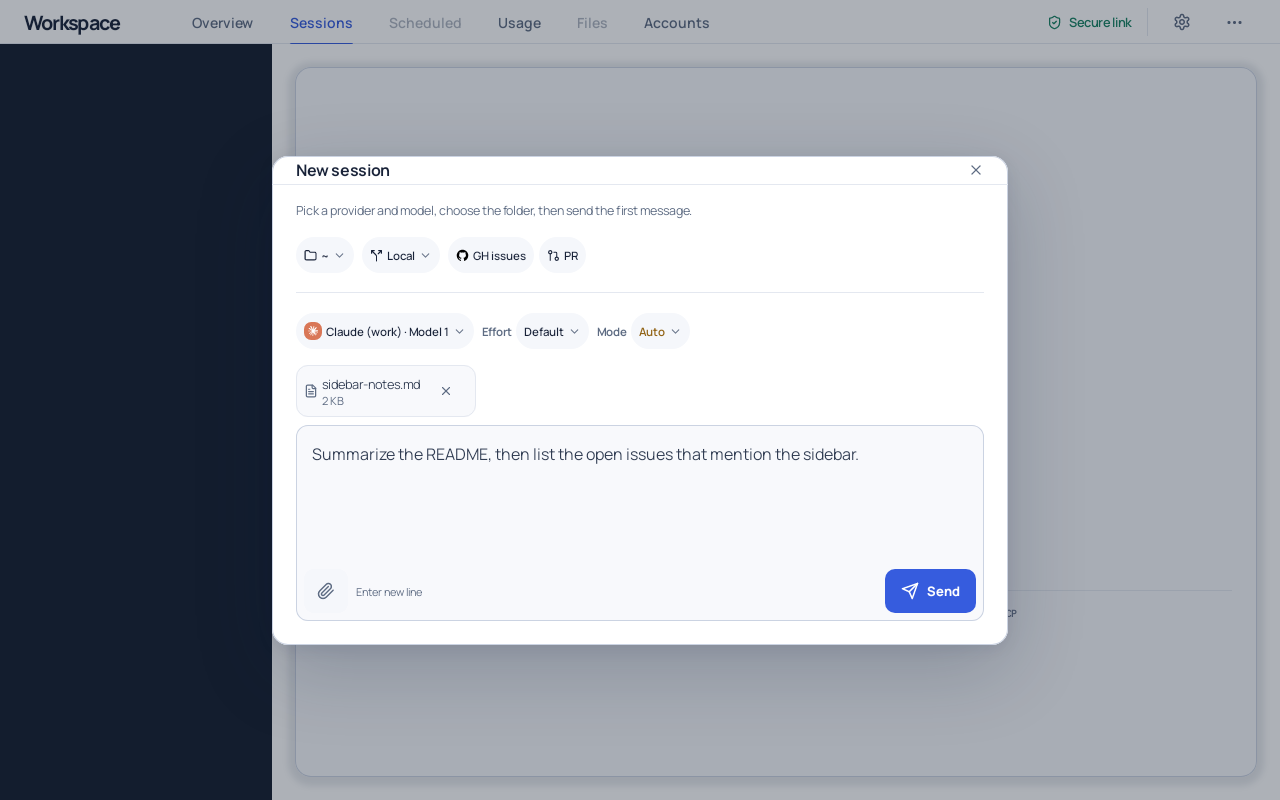 Workspace
Overview
Sessions
Scheduled
Usage
Files
Accounts
Secure link
New session
Pick a provider and model, choose the folder, then send the first message.
~
Local
GH issues
PR
Claude (work) · Model 1
Effort
Default
Mode
Auto
sidebar-notes.md
2 KB
Summarize the README, then list the open issues that mention the sidebar.
Enter new line
Send